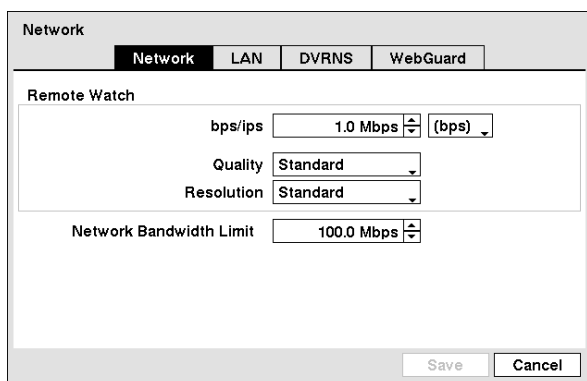 Network
Network LAN DVRNS WebGuard
Remote Watch
bps/ips 1.0 Mbps (bps)
Quality Standard
Resolution Standard
Network Bandwidth Limit 100.0 Mbps
Save Cancel